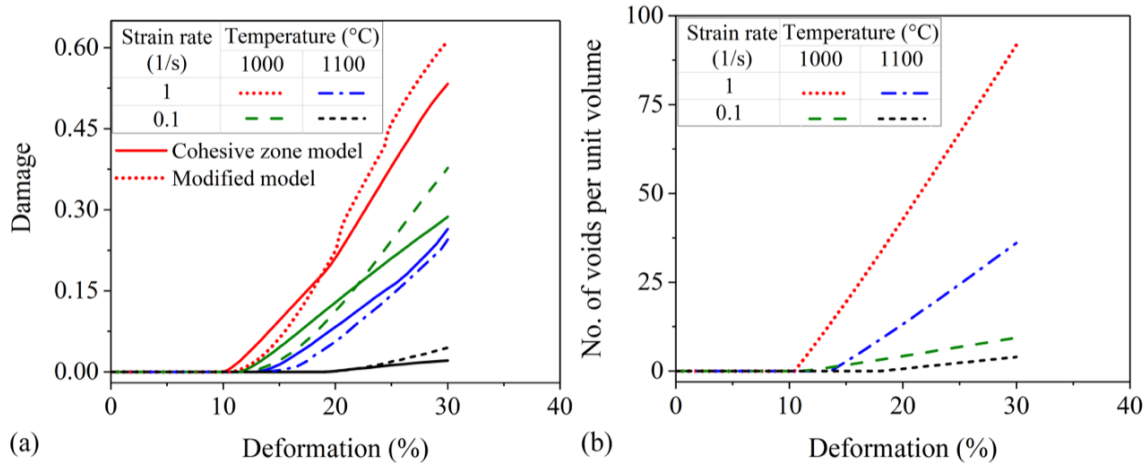 Strain rate Temperature (°C)
(1/s) 1000 1100
1
0.1
Cohesive zone model
Modified model
0.60
0.45
0.30
0.15
0.00
Damage
0 10 20 30 40
(a) Deformation (%)
Strain rate Temperature (°C)
(1/s) 1000 1100
1
0.1
100
75
50
25
0
No. of voids per unit volume
0 10 20 30 40
(b) Deformation (%)